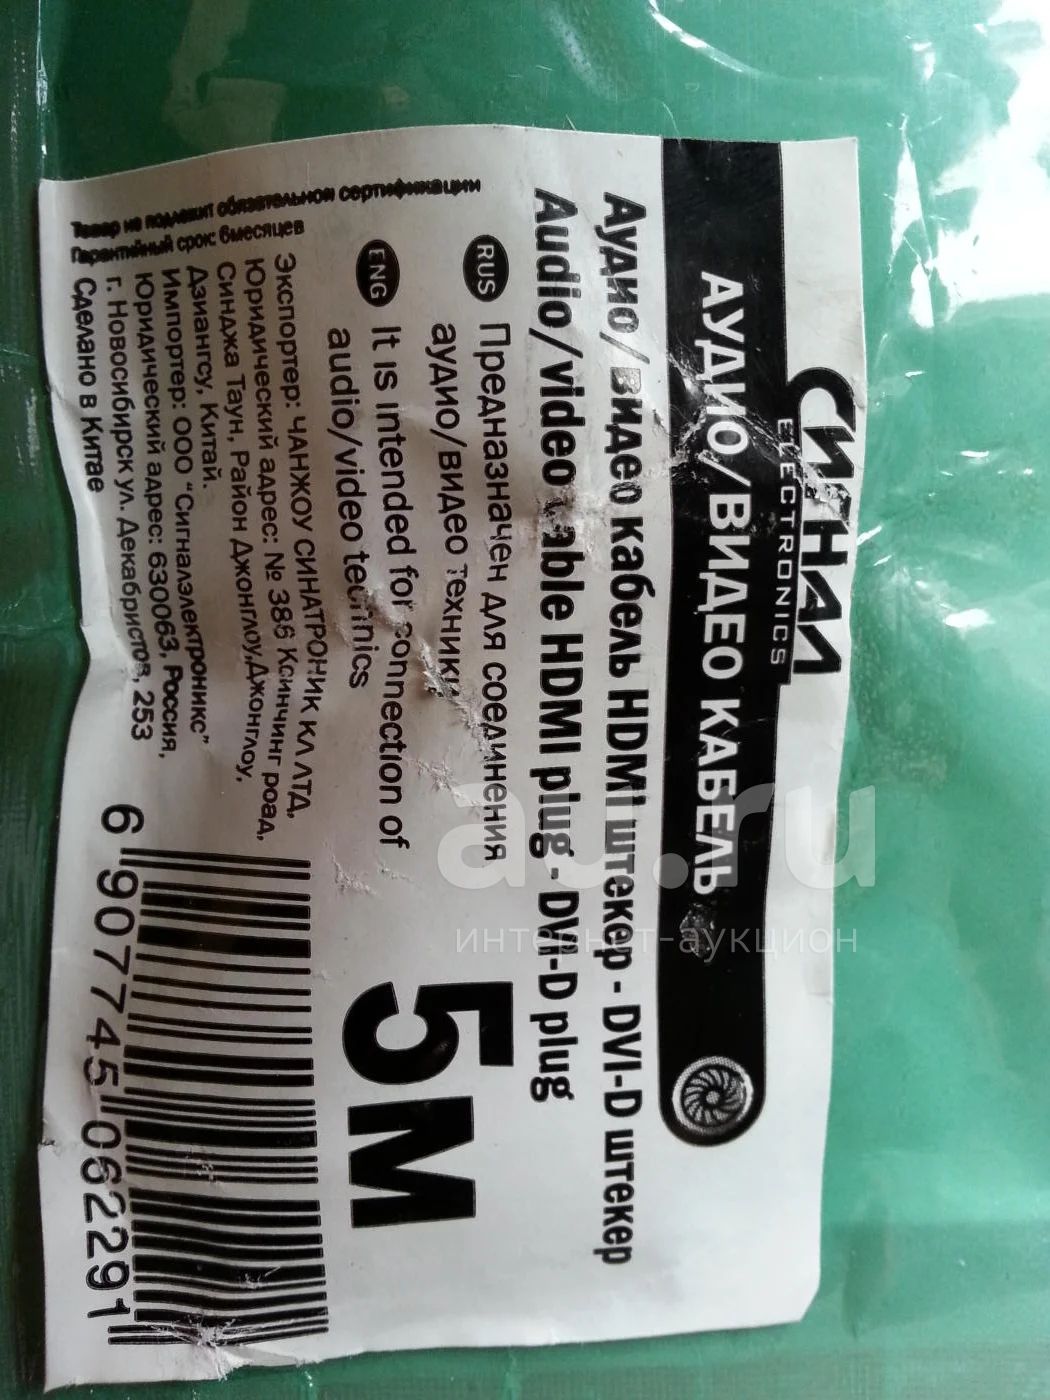 СИГНАЛ
ELECTRONICS
АУДИО/ВИДЕО КАБЕЛЬ
Аудио/видео кабель HDMI штекер - DVI-D штекер
Audio/video cable HDMI plug - DVI-D plug
RUS Предназначен для соединения
аудио/видео техники
ENG It is intended for connection of
audio/video technics
5М
Экспортер: ЧАНЖОУ СИНАТРОНИК КЛ ЛТД,
Юридический адрес: № 386 Ксинчинг роад,
Синджа Таун, Район Джонглоу,Джонглоу,
Дзиангсу, Китай.
Импортер: ООО "Сигналэлектроникс"
Юридический адрес: 630063, Россия,
г. Новосибирск ул. Декабристов, 253
Сделано в Китае
Товар не подлежит обязательной сертификации
Гарантийный срок 6месяцев
6 907745 062291
au.ru
интернет-аукцион